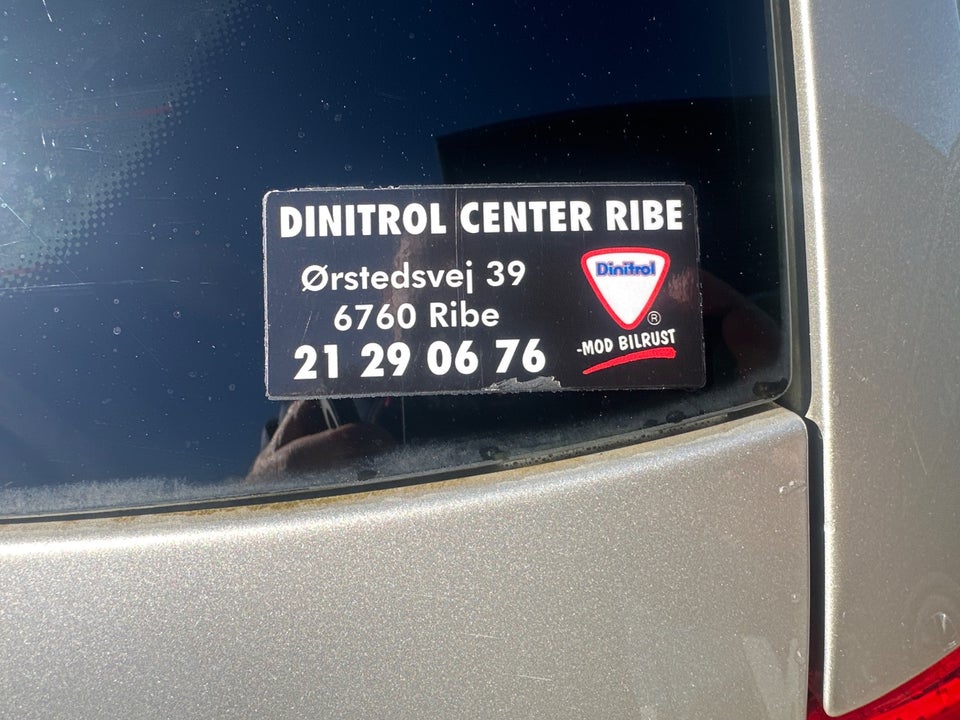 DINITROL CENTER RIBE
Ørstedsvej 39
6760 Ribe
21 29 06 76
Dinitrol
®
-MOD BILRUST